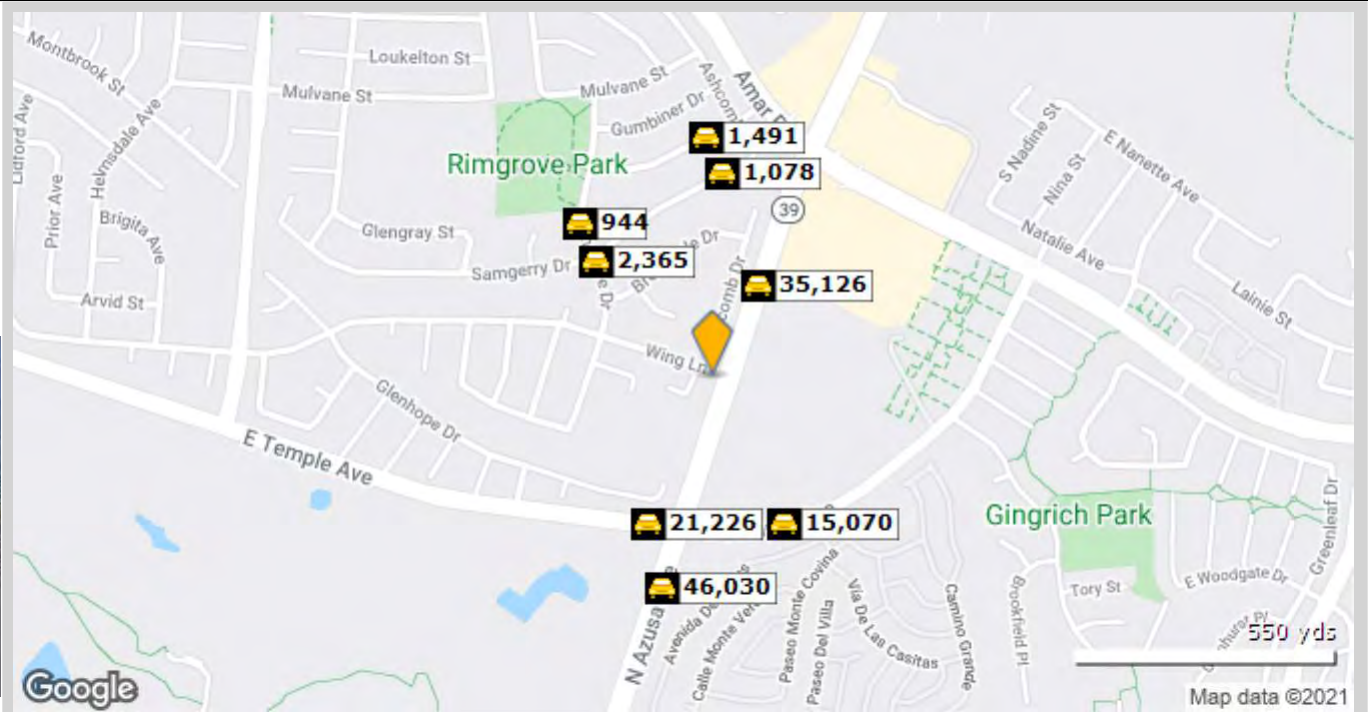 Montbrook St
Loukelton St
Mulvane St
Mulvane St
Amar
Gumbiner Dr
Lidford Ave
Helmsdale Ave
1,491
S Nadine St
E Nanette Ave
Rimgrove Park
1,078
Nina St
Prior Ave
39
Brigita Ave
944
Glengray St
Natalie Ave
Samgerry Dr
2,365
35,126
Arvid St
Lainie St
Wing Ln
Glenhope Dr
E Temple Ave
21,226
15,070
Gingrich Park
Greenleaf Dr
46,030
Tory St
E Woodgate Dr
N Azusa
Paseo Monte Covina
Paseo Del Villa
Via De Las Casitas
Camino Grande
Brookfield Pl
550 yds
Google
Map data ©2021